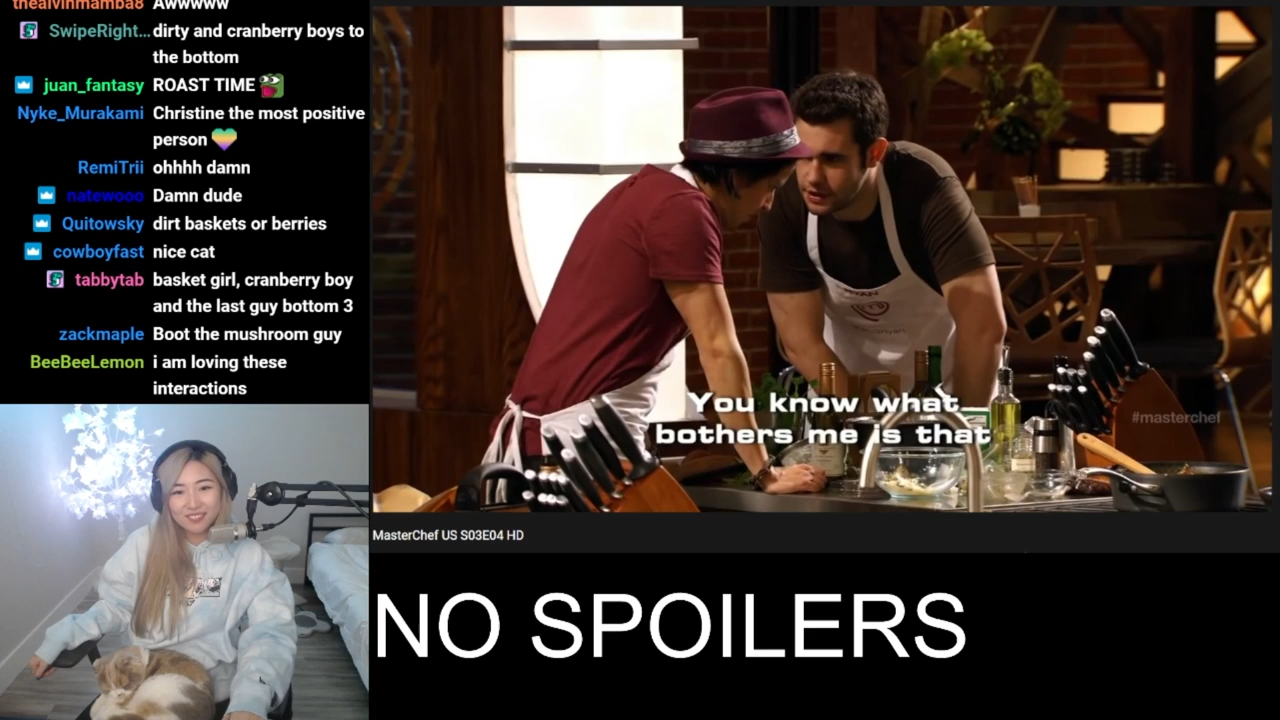 thealvinmamba8 Awwwww
SwipeRight... dirty and cranberry boys to
the bottom
juan_fantasy ROAST TIME
Nyke_Murakami Christine the most positive
person
RemiTrii ohhhh damn
natewooo Damn dude
Quitowsky dirt baskets or berries
cowboyfast nice cat
tabbytab basket girl, cranberry boy
and the last guy bottom 3
zackmaple Boot the mushroom guy
BeeBeeLemon i am loving these
interactions
You know what
bothers me is that
#masterchef
MasterChef US S03E04 HD
NO SPOILERS